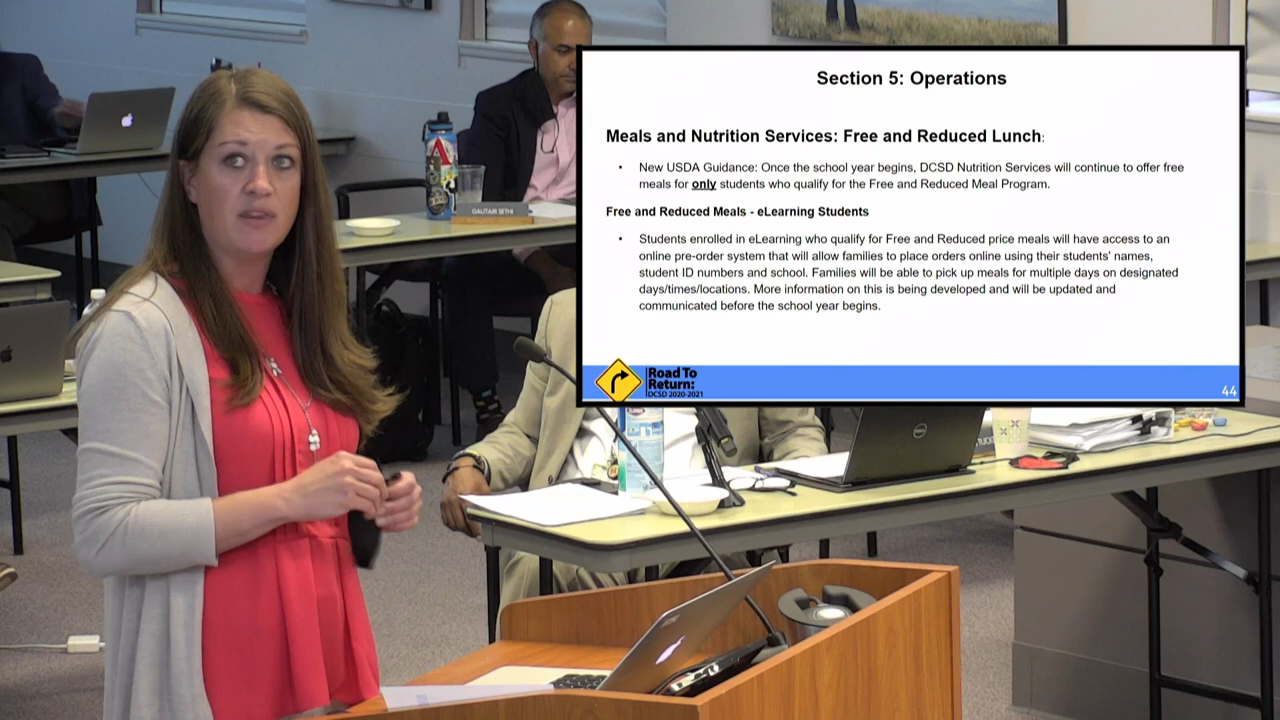 Section 5: Operations
Meals and Nutrition Services: Free and Reduced Lunch:
• New USDA Guidance: Once the school year begins, DCSD Nutrition Services will continue to offer free
meals for only students who qualify for the Free and Reduced Meal Program.
Free and Reduced Meals - eLearning Students
• Students enrolled in eLearning who qualify for Free and Reduced price meals will have access to an
online pre-order system that will allow families to place orders online using their students' names,
student ID numbers and school. Families will be able to pick up meals for multiple days on designated
days/times/locations. More information on this is being developed and will be updated and
communicated before the school year begins.
Road To
Return:
DCSD 2020-2021
44
GAUTAM SETHI
DELL